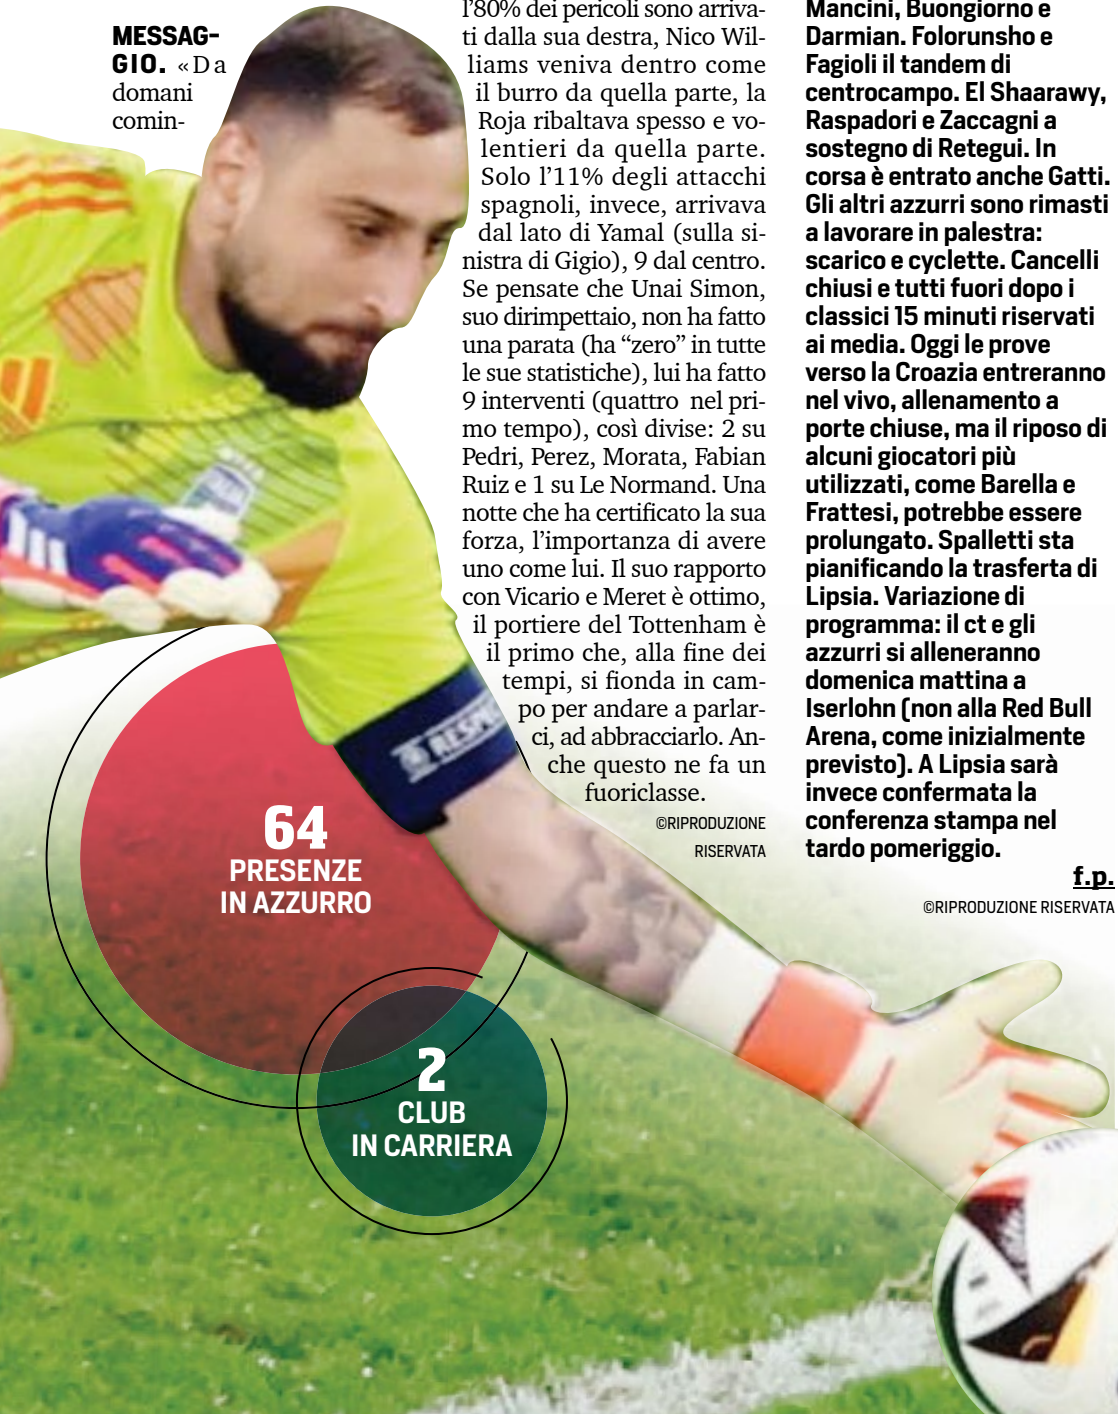 MESSAG-
GIO. «Da
domani
comin-
l’80% dei pericoli sono arriva-
ti dalla sua destra, Nico Wil-
liams veniva dentro come
il burro da quella parte, la
Roja ribaltava spesso e vo-
lentieri da quella parte.
Solo l’11% degli attacchi
spagnoli, invece, arrivava
dal lato di Yamal (sulla si-
nistra di Gigio), 9 dal centro.
Se pensate che Unai Simon,
suo dirimpettaio, non ha fatto
una parata (ha “zero” in tutte
le sue statistiche), lui ha fatto
9 interventi (quattro nel pri-
mo tempo), così divise: 2 su
Pedri, Perez, Morata, Fabian
Ruiz e 1 su Le Normand. Una
notte che ha certificato la sua
forza, l’importanza di avere
uno come lui. Il suo rapporto
con Vicario e Meret è ottimo,
il portiere del Tottenham è
il primo che, alla fine dei
tempi, si fionda in cam-
po per andare a parlar-
ci, ad abbracciarlo. An-
che questo ne fa un
fuoriclasse.
©RIPRODUZIONE
RISERVATA
Mancini, Buongiorno e
Darmian. Folorunsho e
Fagioli il tandem di
centrocampo. El Shaarawy,
Raspadori e Zaccagni a
sostegno di Retegui. In
corsa è entrato anche Gatti.
Gli altri azzurri sono rimasti
a lavorare in palestra:
scarico e cyclette. Cancelli
chiusi e tutti fuori dopo i
classici 15 minuti riservati
ai media. Oggi le prove
verso la Croazia entreranno
nel vivo, allenamento a
porte chiuse, ma il riposo di
alcuni giocatori più
utilizzati, come Barella e
Frattesi, potrebbe essere
prolungato. Spalletti sta
pianificando la trasferta di
Lipsia. Variazione di
programma: il ct e gli
azzurri si alleneranno
domenica mattina a
Iserlohn (non alla Red Bull
Arena, come inizialmente
previsto). A Lipsia sarà
invece confermata la
conferenza stampa nel
tardo pomeriggio.
f.p.
©RIPRODUZIONE RISERVATA
64
PRESENZE
IN AZZURRO
2
CLUB
IN CARRIERA